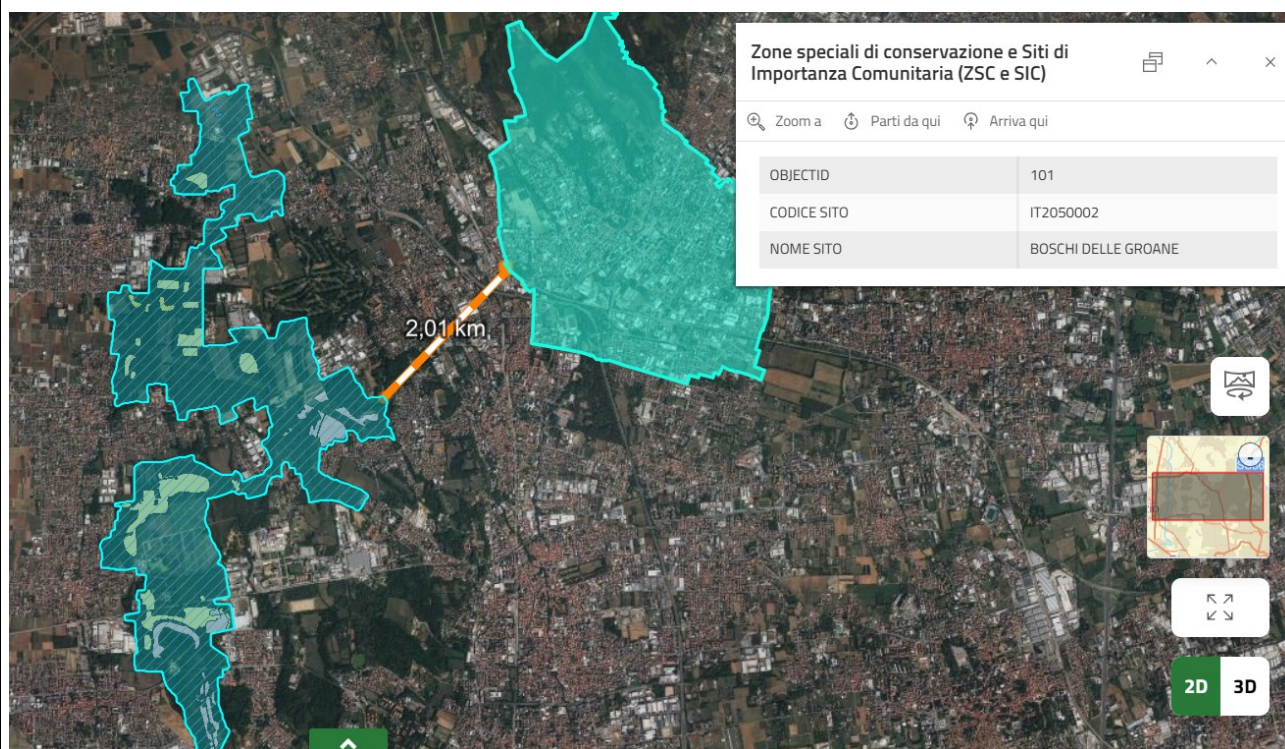 Zone speciali di conservazione e Siti di
Importanza Comunitaria (ZSC e SIC)
Zoom a Parti da qui Arriva qui
OBJECTID 101
CODICE SITO IT2050002
NOME SITO BOSCHI DELLE GROANE
2,01 km
2D 3D